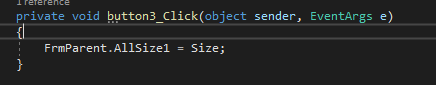 1 reference
private void button3_Click(object sender, EventArgs e)
{
FrmParent.AllSize1 = Size;
}